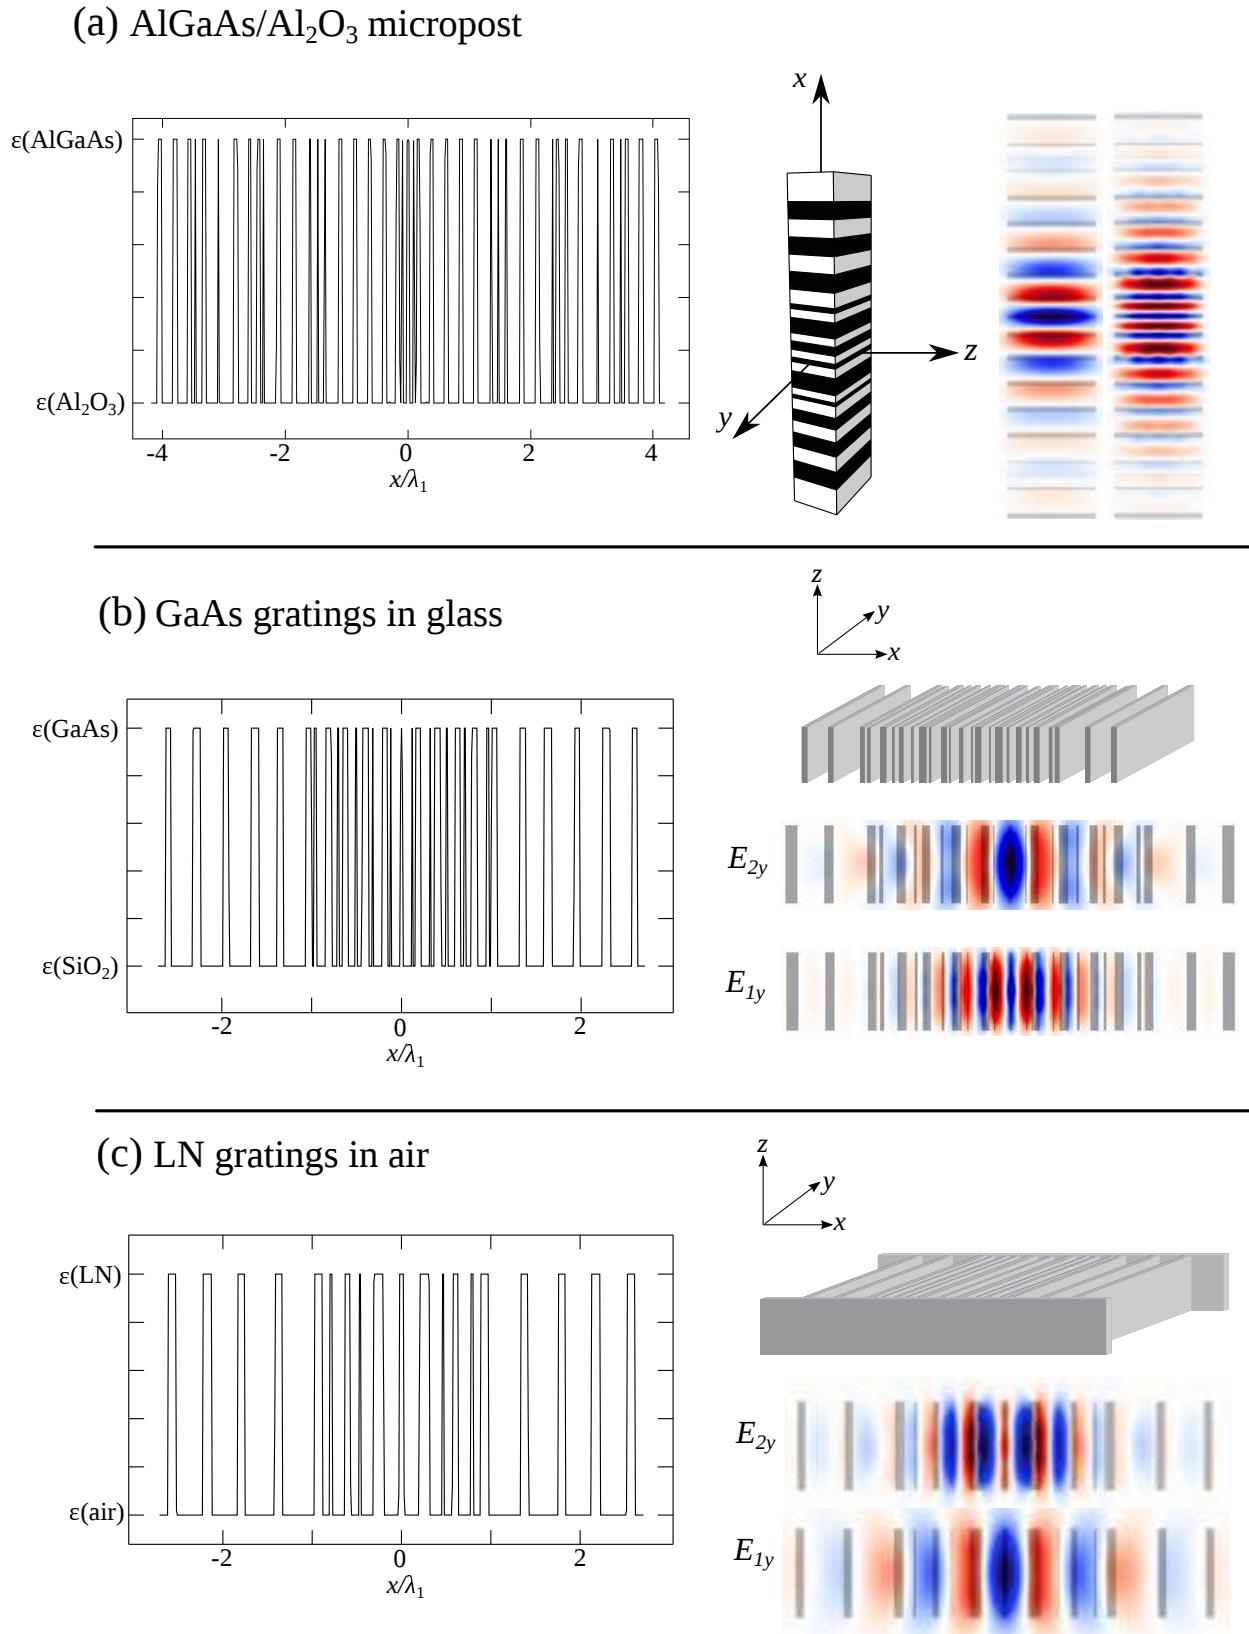 (a) AlGaAs/Al₂O₃ micropost
x
ε(AlGaAs)
z
ε(Al₂O₃)
y
-4 -2 0 2 4
x/λ₁
z
(b) GaAs gratings in glass
y
x
ε(GaAs)
E₂y
ε(SiO₂)
E₁y
-2 0 2
x/λ₁
(c) LN gratings in air
z
y
x
ε(LN)
E₂y
ε(air)
E₁y
-2 0 2
x/λ₁